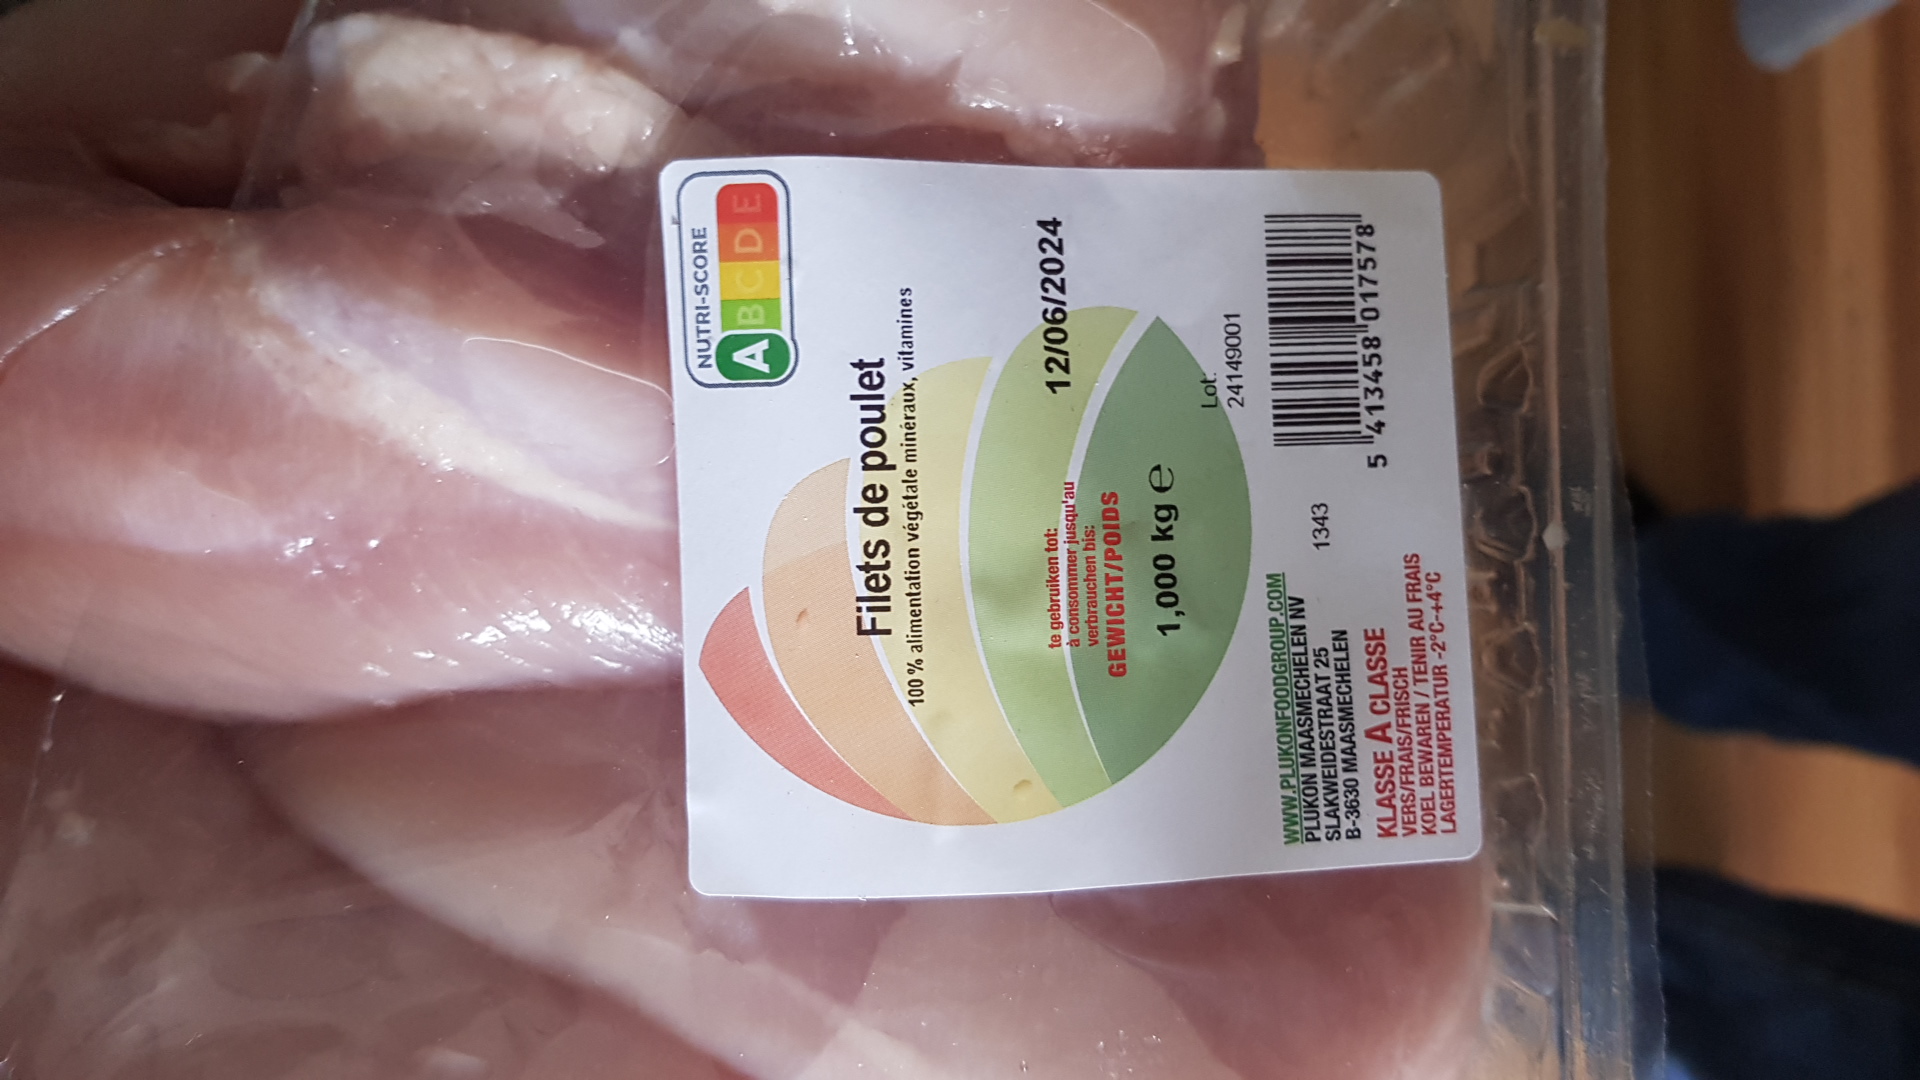 NUTRI-SCORE
A B C D E
Filets de poulet
100 % alimentation végétale minéraux, vitamines
te gebruiken tot:
à consommer jusqu'au
verbrauchen bis:
12/06/2024
GEWICHT/POIDS
1,000 kg e
Lot:
24149001
WWW.PLUKONFOODGROUP.COM
PLUKON MAASMECHELEN NV
SLAKWEIDESTRAAT 25
B-3630 MAASMECHELEN
1343
KLASSE A CLASSE
VERS/FRAIS/FRISCH
KOEL BEWAREN / TENIR AU FRAIS
LAGERTEMPERATUR -2°C-+4°C
5 413458 017578